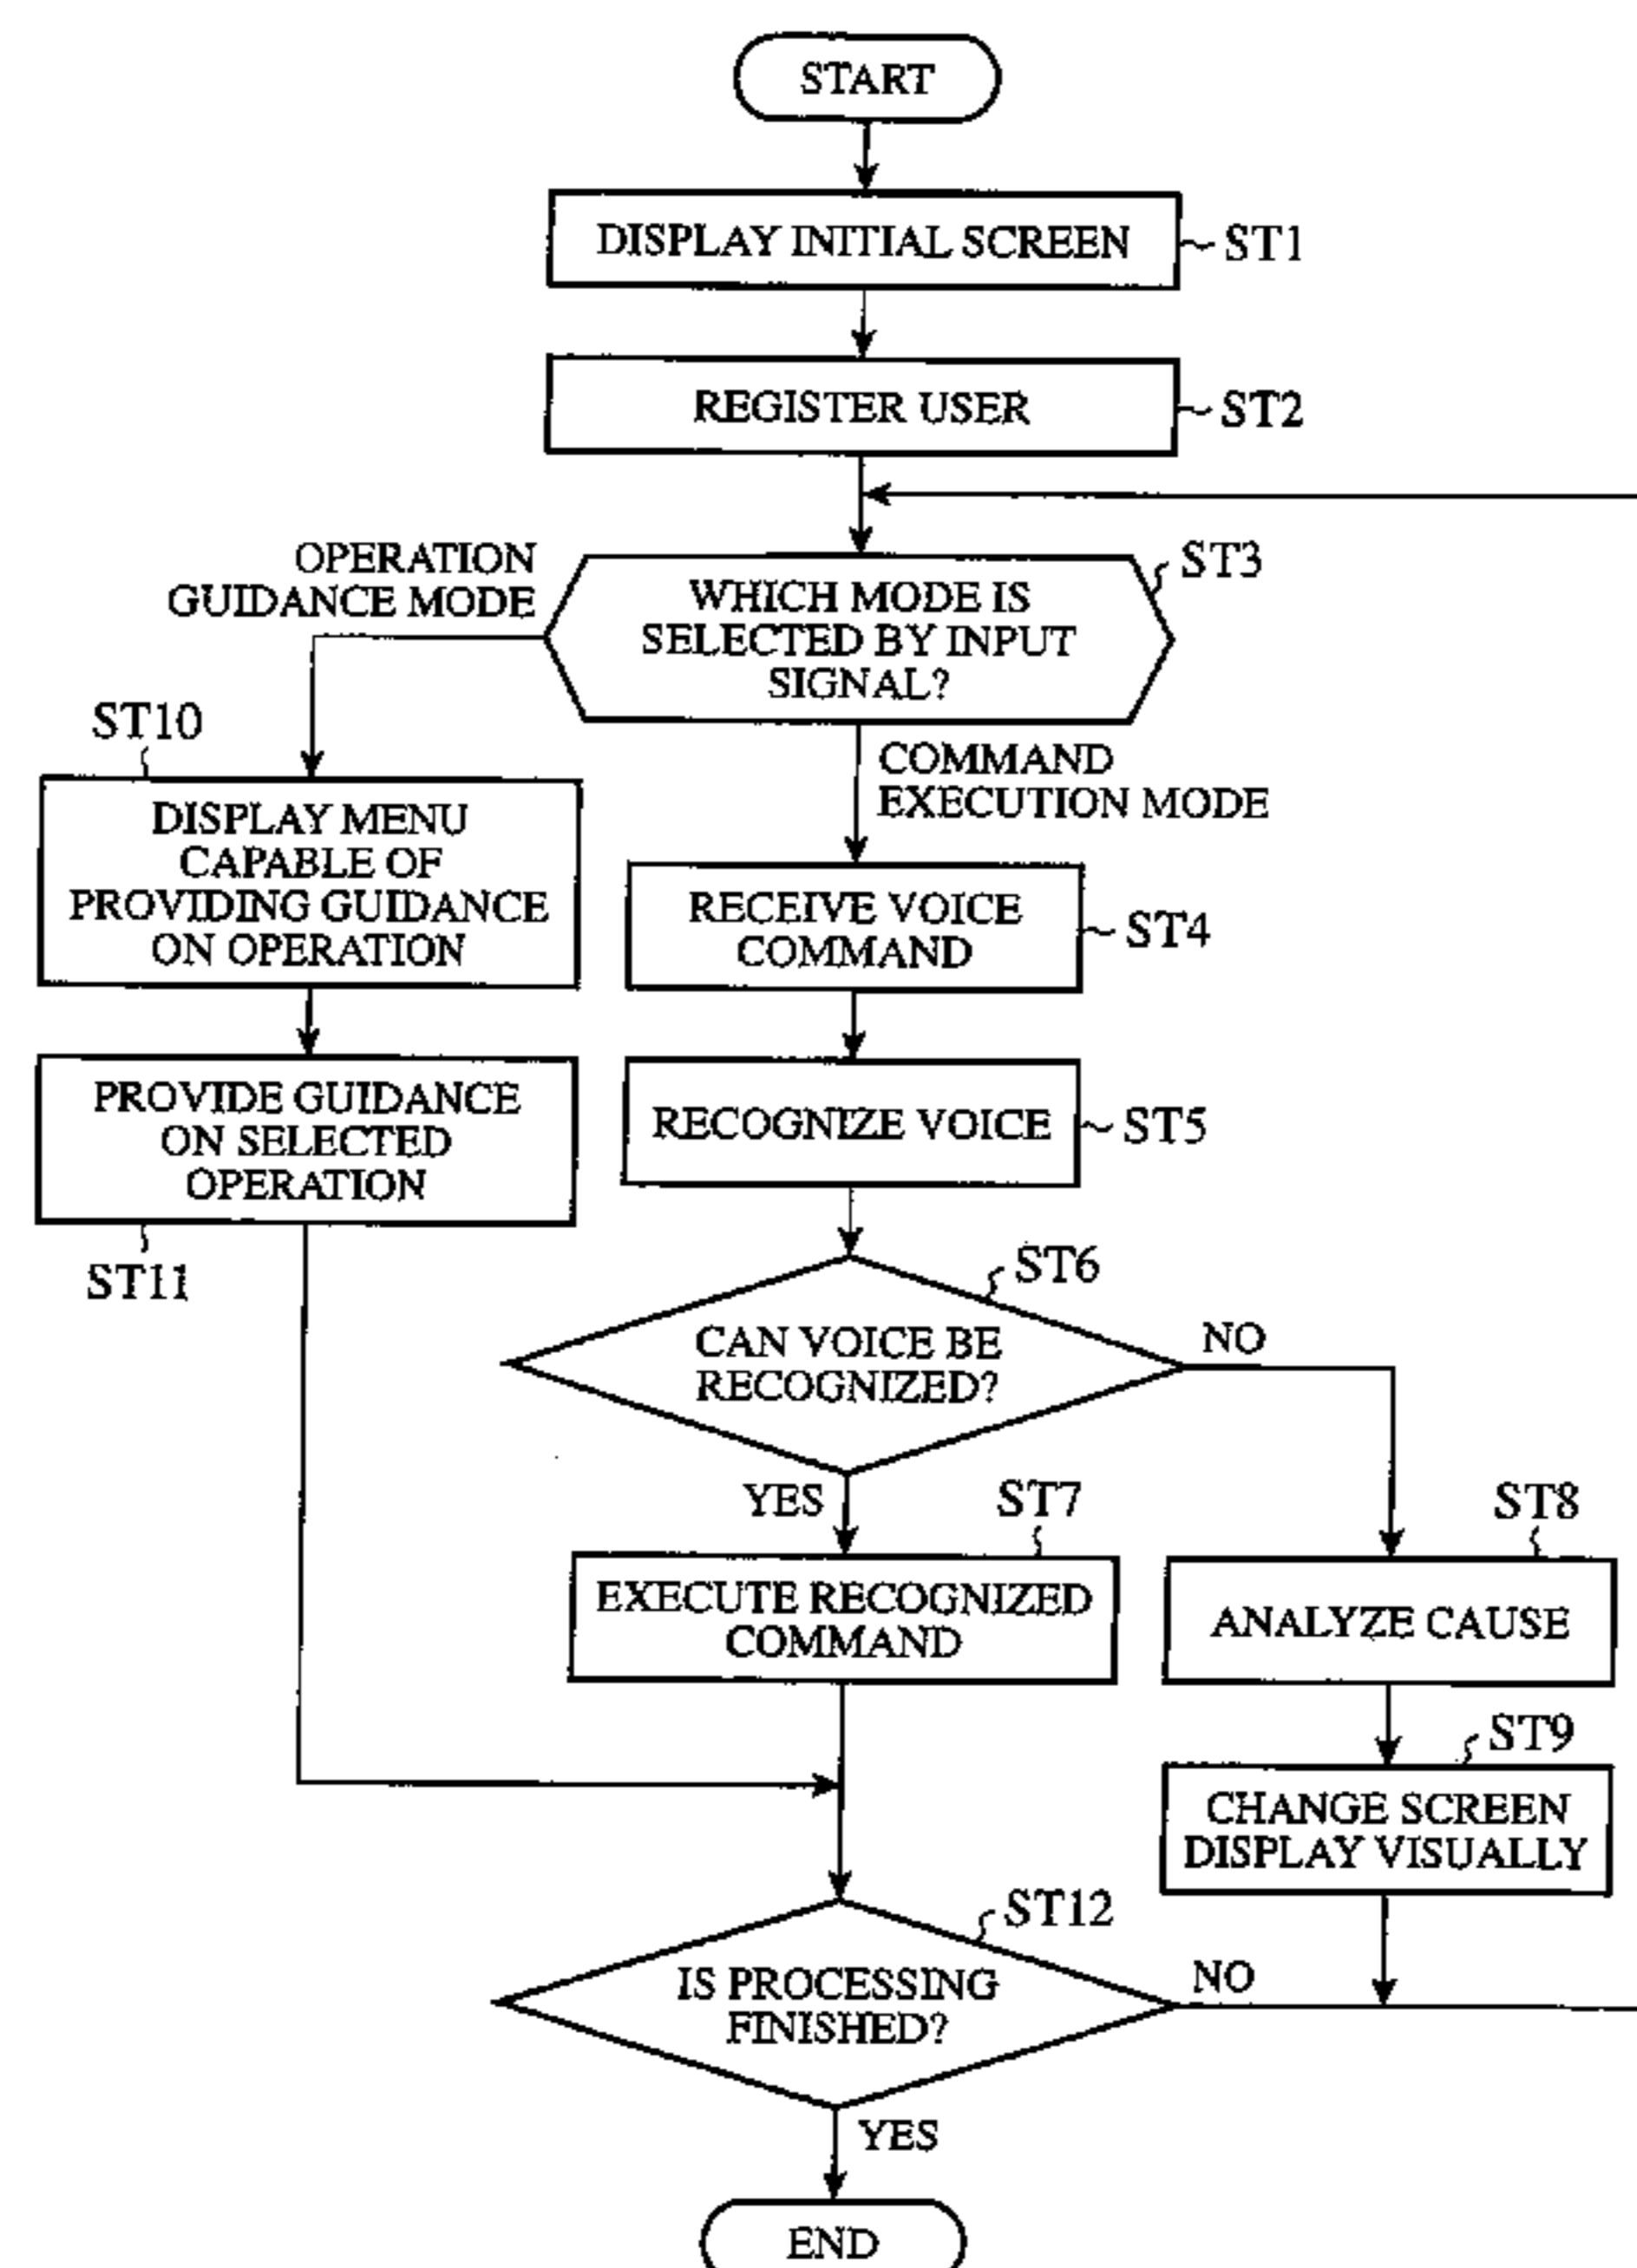 START
DISPLAY INITIAL SCREEN
ST1
REGISTER USER
ST2
OPERATION
GUIDANCE MODE
WHICH MODE IS
SELECTED BY INPUT
SIGNAL?
ST3
ST10
DISPLAY MENU
CAPABLE OF
PROVIDING GUIDANCE
ON OPERATION
COMMAND
EXECUTION MODE
RECEIVE VOICE
COMMAND
ST4
PROVIDE GUIDANCE
ON SELECTED
OPERATION
ST11
RECOGNIZE VOICE
ST5
ST6
CAN VOICE BE
RECOGNIZED?
NO
YES
ST7
EXECUTE RECOGNIZED
COMMAND
ST8
ANALYZE CAUSE
ST9
CHANGE SCREEN
DISPLAY VISUALLY
ST12
IS PROCESSING
FINISHED?
NO
YES
END